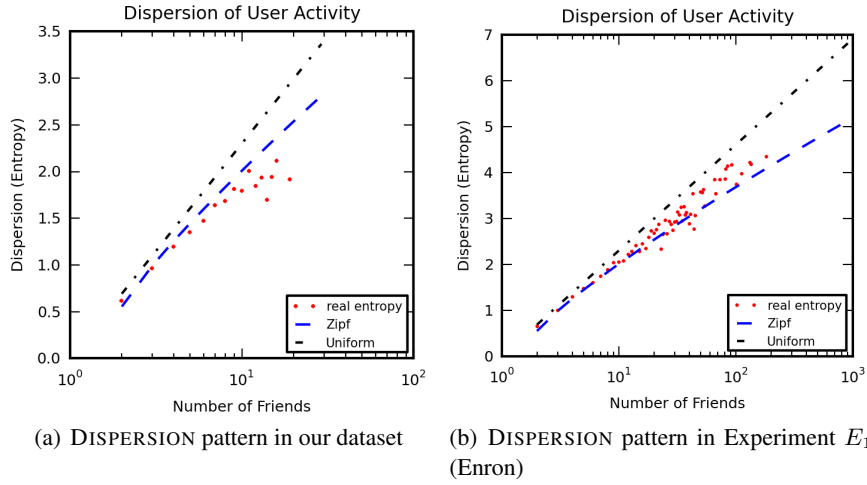 Dispersion of User Activity
3.5
3.0
2.5
2.0
1.5
1.0
0.5
0.0
Dispersion (Entropy)
real entropy
Zipf
Uniform
10^0
10^1
10^2
Number of Friends
(a) DISPERSION pattern in our dataset
Dispersion of User Activity
7
6
5
4
3
2
1
0
Dispersion (Entropy)
real entropy
Zipf
Uniform
10^0
10^1
10^2
10^3
Number of Friends
(b) DISPERSION pattern in Experiment E_1
(Enron)